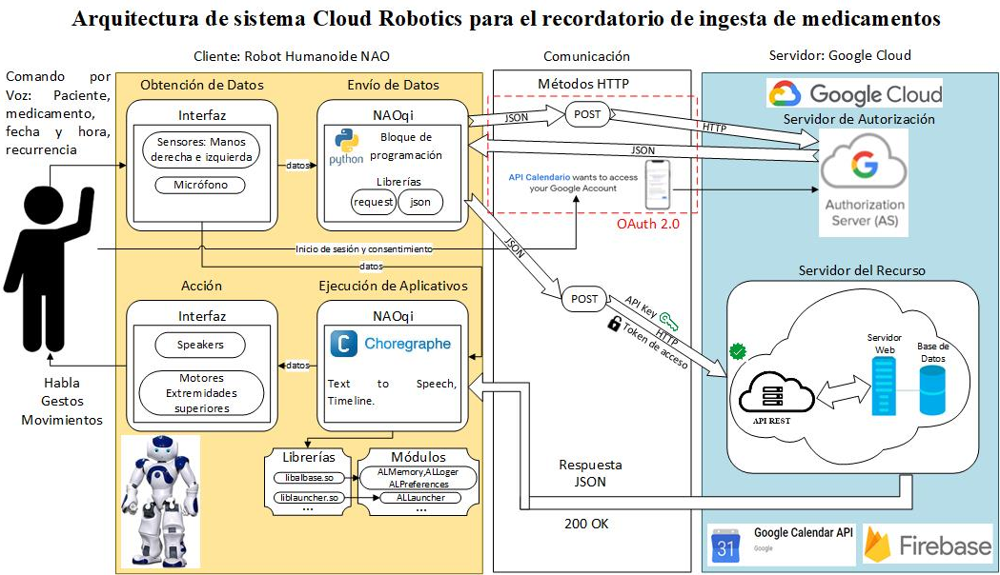 Arquitectura de sistema Cloud Robotics para el recordatorio de ingesta de medicamentos
Cliente: Robot Humanoide NAO
Comunicación
Servidor: Google Cloud
Comando por
Voz: Paciente,
medicamento,
fecha y hora,
recurrencia
Obtención de Datos
Interfaz
Sensores: Manos
derecha e izquierda
Micrófono
datos
Envío de Datos
NAOqi
python
Bloque de
programación
Librerías
request
json
Métodos HTTP
JSON
POST
HTTP
JSON
API Calendario wants to access
your Google Account
OAuth 2.0
Google Cloud
Servidor de Autorización
G
Authorization
Server (AS)
Inicio de sesión y consentimiento
datos
JSON
POST
API Key
HTTP
Token de acceso
Servidor del Recurso
Servidor
Web
Base de
Datos
API REST
Acción
Interfaz
Speakers
Motores
Extremidades
superiores
datos
Ejecución de Aplicativos
NAOqi
C Choregraphe
Text to Speech,
Timeline.
Habla
Gestos
Movimientos
Librerías
libalbase.so
liblauncher.so
...
Módulos
ALMemory,ALLoger
ALPreferences
ALLauncher
...
Respuesta
JSON
200 OK
31
Google Calendar API
Google
Firebase